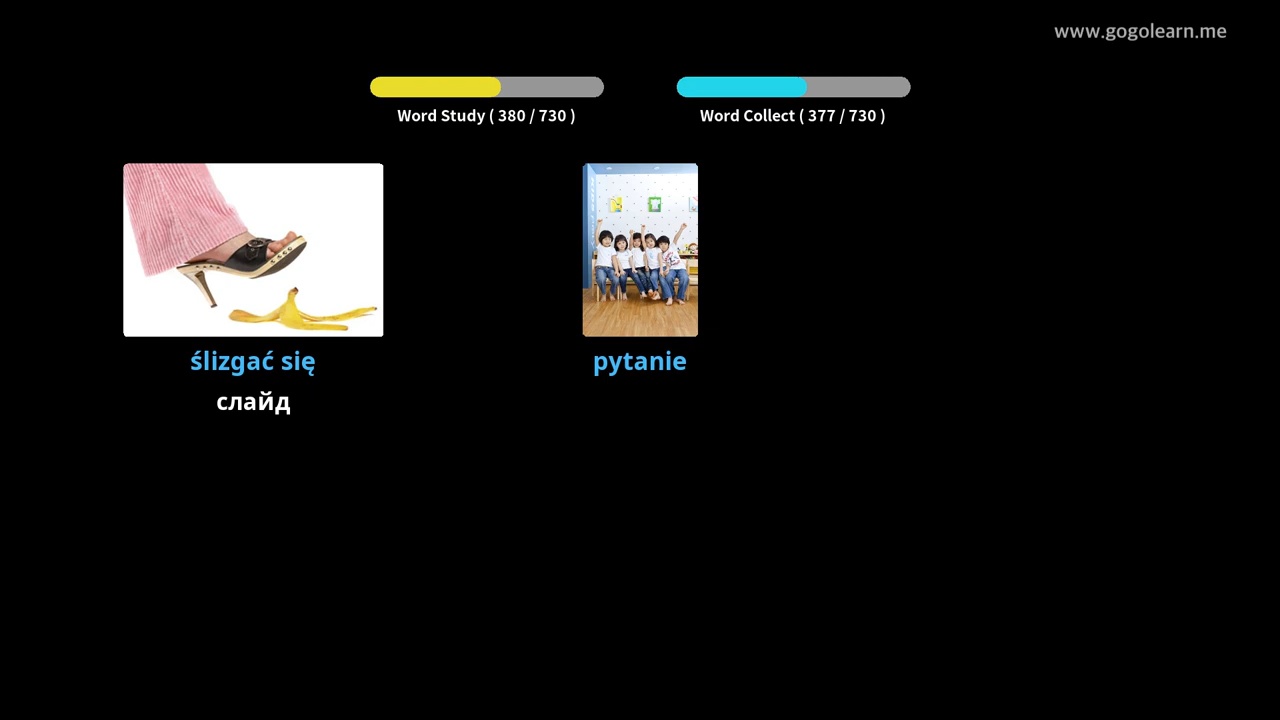 www.gogolearn.me
Word Study ( 380 / 730 )
Word Collect ( 377 / 730 )
ślizgać się
pytanie
слайд